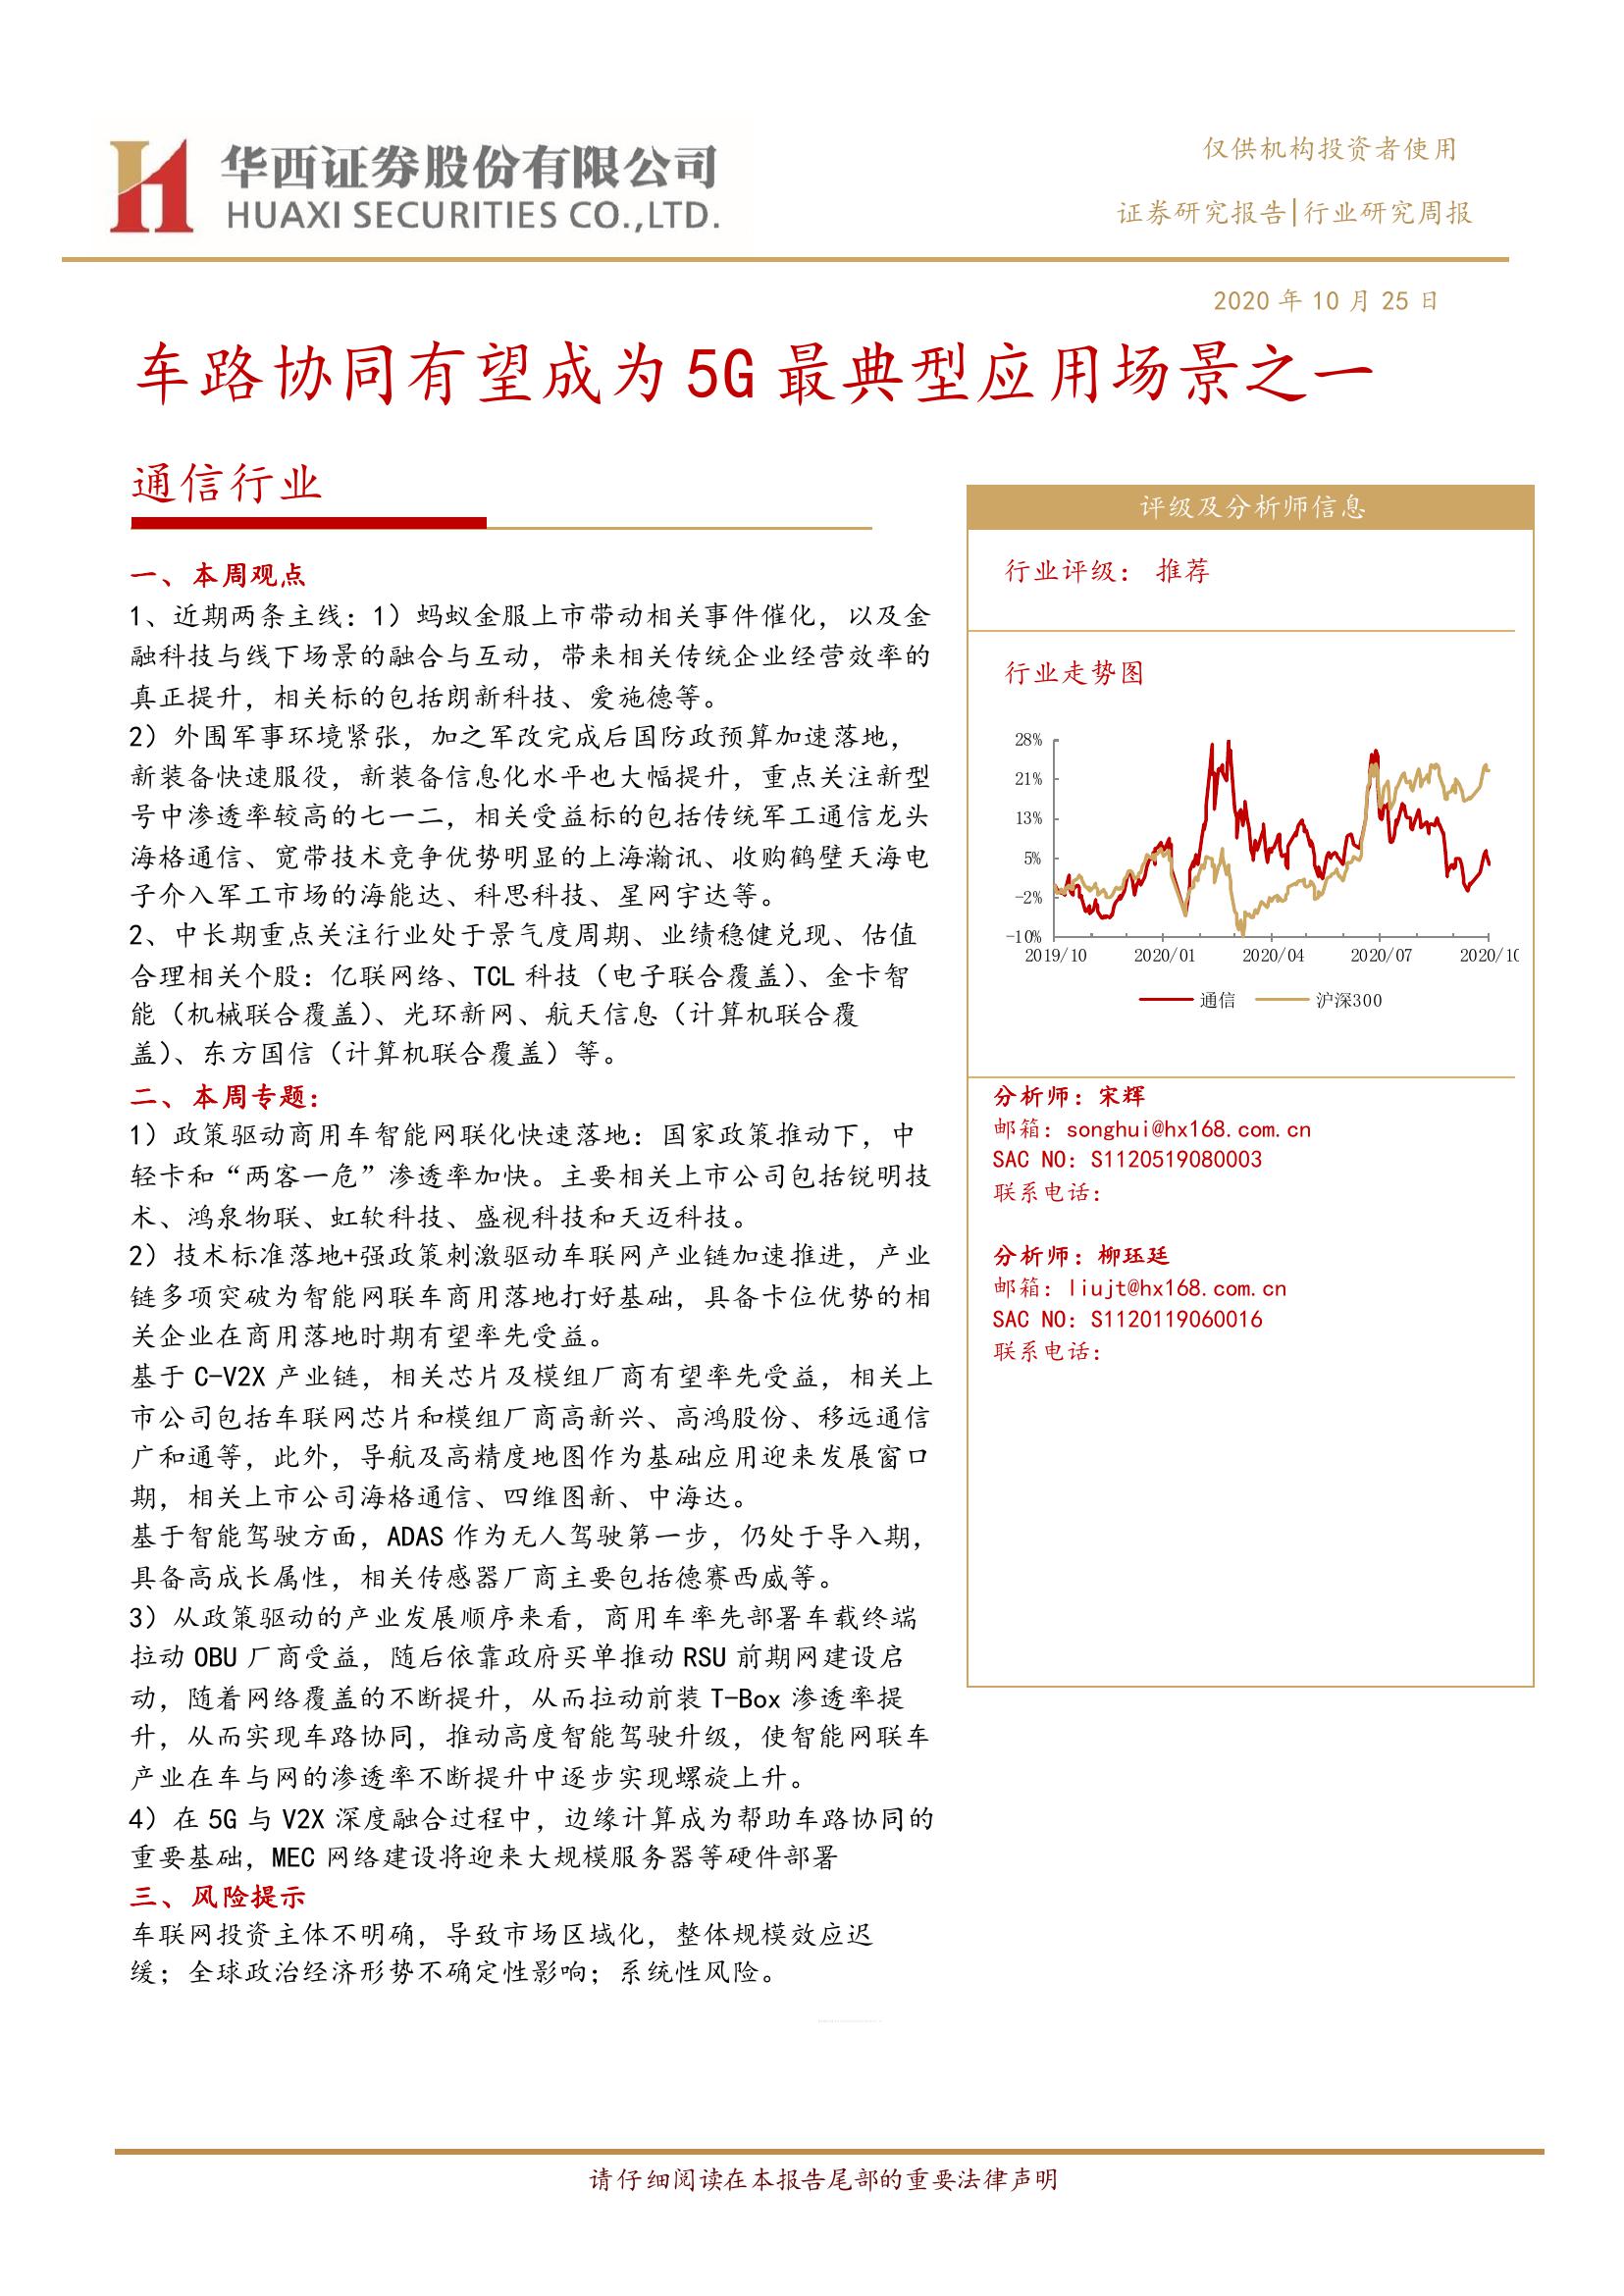 华西证券股份有限公司
HUAXI SECURITIES CO.,LTD.
仅供机构投资者使用
证券研究报告|行业研究周报
2020 年 10 月 25 日
车路协同有望成为 5G 最典型应用场景之一
通信行业
一、本周观点
1、近期两条主线：1）蚂蚁金服上市带动相关事件催化，以及金
融科技与线下场景的融合与互动，带来相关传统企业经营效率的
真正提升，相关标的包括朗新科技、爱施德等。
2）外围军事环境紧张，加之军改完成后国防政预算加速落地，
新装备快速服役，新装备信息化水平也大幅提升，重点关注新型
号中渗透率较高的七一二，相关受益标的包括传统军工通信龙头
海格通信、宽带技术竞争优势明显的上海瀚讯、收购鹤壁天海电
子介入军工市场的海能达、科思科技、星网宇达等。
2、中长期重点关注行业处于景气度周期、业绩稳健兑现、估值
合理相关个股：亿联网络、TCL 科技（电子联合覆盖）、金卡智
能（机械联合覆盖）、光环新网、航天信息（计算机联合覆
盖）、东方国信（计算机联合覆盖）等。
二、本周专题：
1）政策驱动商用车智能网联化快速落地：国家政策推动下，中
轻卡和“两客一危”渗透率加快。主要相关上市公司包括锐明技
术、鸿泉物联、虹软科技、盛视科技和天迈科技。
2）技术标准落地+强政策刺激驱动车联网产业链加速推进，产业
链多项突破为智能网联车商用落地打好基础，具备卡位优势的相
关企业在商用落地时期有望率先受益。
基于 C-V2X 产业链，相关芯片及模组厂商有望率先受益，相关上
市公司包括车联网芯片和模组厂商高新兴、高鸿股份、移远通信
广和通等，此外，导航及高精度地图作为基础应用迎来发展窗口
期，相关上市公司海格通信、四维图新、中海达。
基于智能驾驶方面，ADAS 作为无人驾驶第一步，仍处于导入期，
具备高成长属性，相关传感器厂商主要包括德赛西威等。
3）从政策驱动的产业发展顺序来看，商用车率先部署车载终端
拉动 OBU 厂商受益，随后依靠政府买单推动 RSU 前期网建设启
动，随着网络覆盖的不断提升，从而拉动前装 T-Box 渗透率提
升，从而实现车路协同，推动高度智能驾驶升级，使智能网联车
产业在车与网的渗透率不断提升中逐步实现螺旋上升。
4）在 5G 与 V2X 深度融合过程中，边缘计算成为帮助车路协同的
重要基础，MEC 网络建设将迎来大规模服务器等硬件部署
三、风险提示
车联网投资主体不明确，导致市场区域化，整体规模效应迟
缓；全球政治经济形势不确定性影响；系统性风险。
评级及分析师信息
行业评级： 推荐
行业走势图
28%
21%
13%
5%
-2%
-10%
2019/10 2020/01 2020/04 2020/07 2020/10
通信 沪深300
分析师：宋辉
邮箱：songhui@hx168.com.cn
SAC NO：S1120519080003
联系电话：
分析师：柳珏廷
邮箱：liujt@hx168.com.cn
SAC NO：S1120119060016
联系电话：
请仔细阅读在本报告尾部的重要法律声明